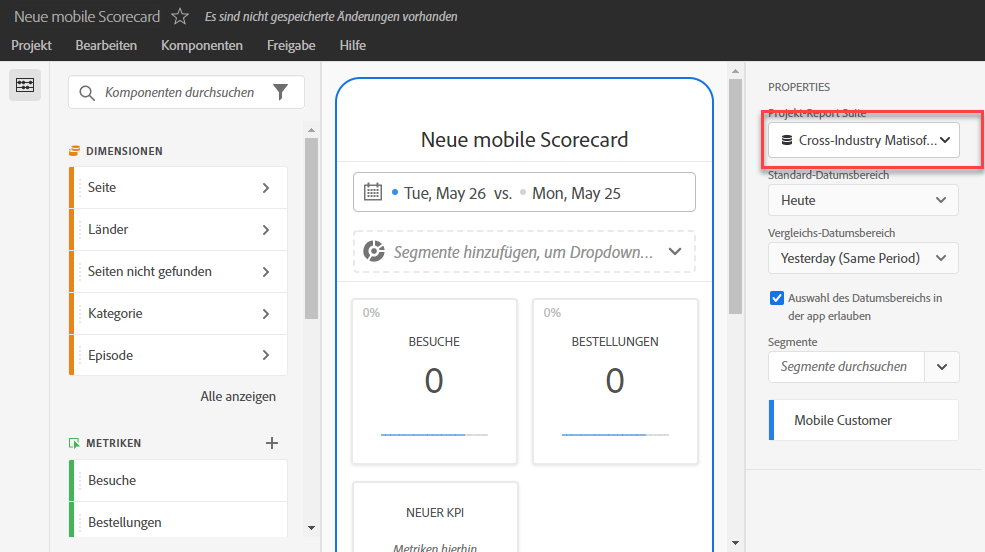 Neue mobile Scorecard Es sind nicht gespeicherte Änderungen vorhanden
Projekt Bearbeiten Komponenten Freigabe Hilfe
Komponenten durchsuchen
DIMENSIONEN
Seite
Länder
Seiten nicht gefunden
Kategorie
Episode
Alle anzeigen
METRIKEN
Besuche
Bestellungen
Neue mobile Scorecard
Tue, May 26 vs. Mon, May 25
Segmente hinzufügen, um Dropdown...
0%
BESUCHE
0
0%
BESTELLUNGEN
0
NEUER KPI
Metriken hierhin
PROPERTIES
Projekt-Report Suite
Cross-Industry Matisof...
Standard-Datumsbereich
Heute
Vergleichs-Datumsbereich
Yesterday (Same Period)
Auswahl des Datumsbereichs in
der app erlauben
Segmente
Segmente durchsuchen
Mobile Customer